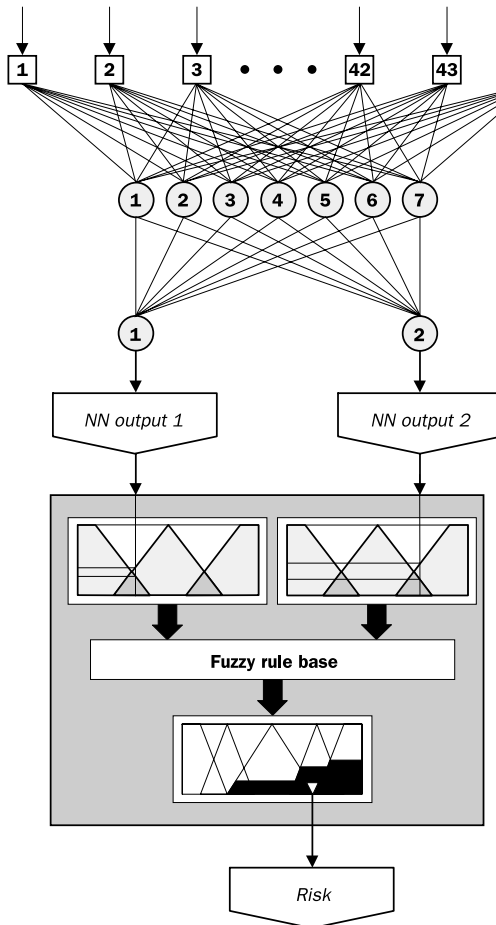 1 2 3 • • • 42 43
1 2 3 4 5 6 7
1 2
NN output 1 NN output 2
Fuzzy rule base
Risk